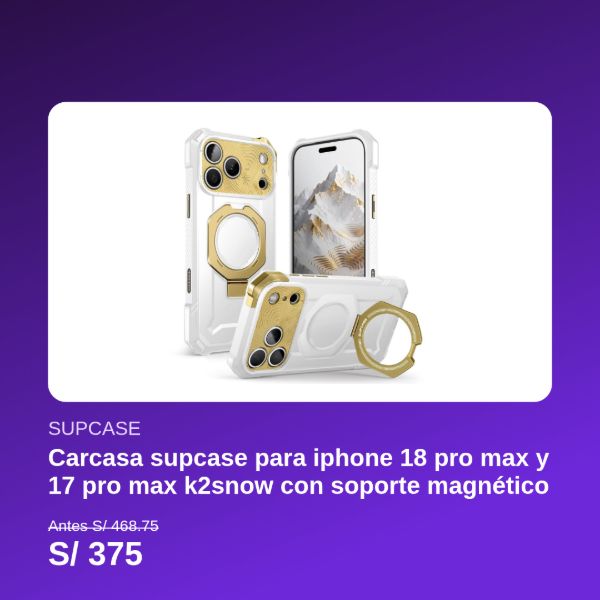 SUPCASE
Carcasa supcase para iphone 18 pro max y
17 pro max k2snow con soporte magnético
Antes S/ 468.75
S/ 375